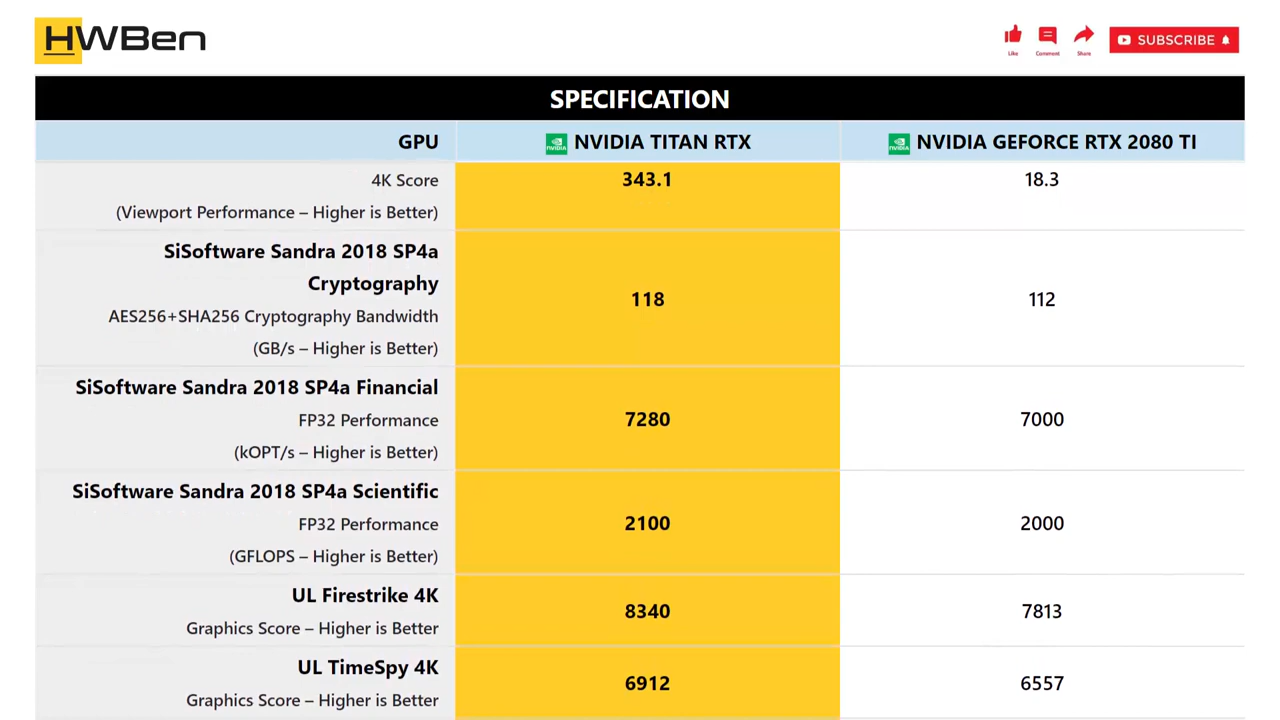 HWBen
Like
Comment
Share
SUBSCRIBE
SPECIFICATION
GPU
NVIDIA TITAN RTX
NVIDIA GEFORCE RTX 2080 TI
4K Score
(Viewport Performance – Higher is Better)
343.1
18.3
SiSoftware Sandra 2018 SP4a
Cryptography
AES256+SHA256 Cryptography Bandwidth
(GB/s – Higher is Better)
118
112
SiSoftware Sandra 2018 SP4a Financial
FP32 Performance
(kOPT/s – Higher is Better)
7280
7000
SiSoftware Sandra 2018 SP4a Scientific
FP32 Performance
(GFLOPS – Higher is Better)
2100
2000
UL Firestrike 4K
Graphics Score – Higher is Better
8340
7813
UL TimeSpy 4K
Graphics Score – Higher is Better
6912
6557